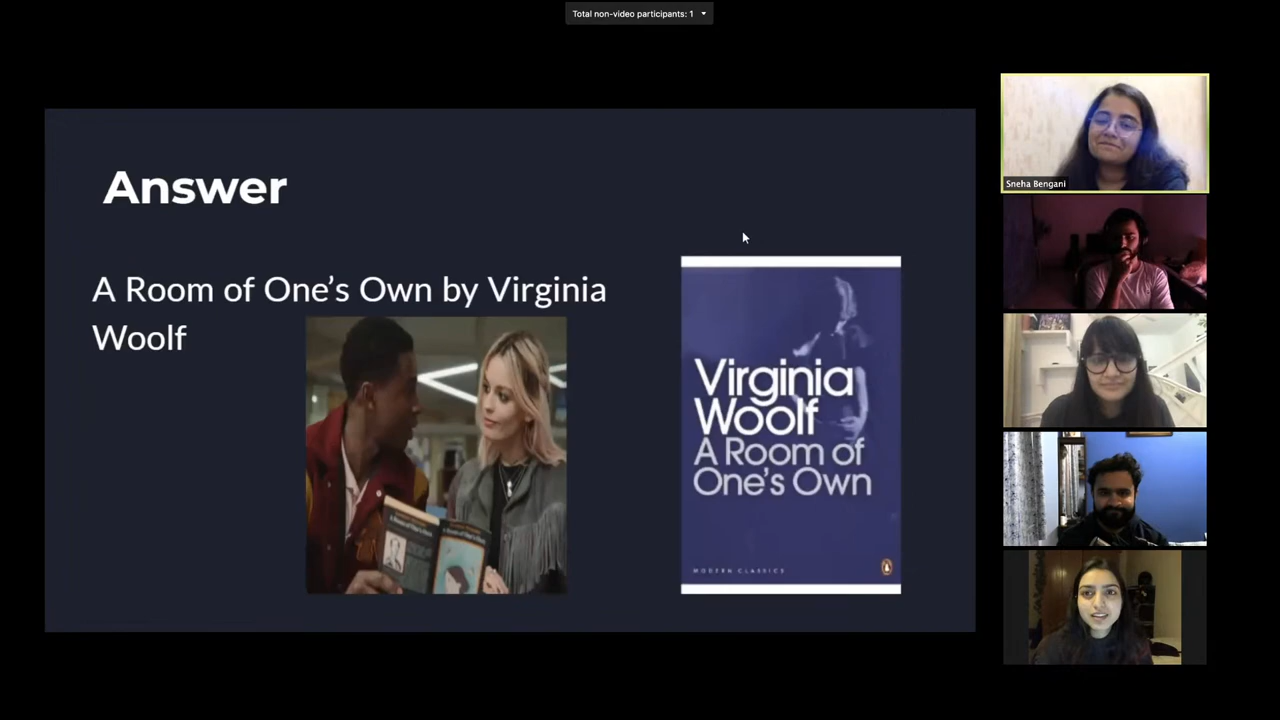 Total non-video participants: 1
Answer
A Room of One's Own by Virginia
Woolf
Virginia
Woolf
A Room of
One's Own
MODERN CLASSICS
Sneha Bengani